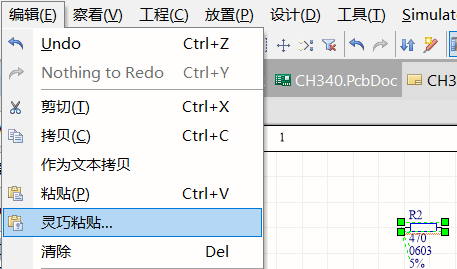 编辑(E) 察看(V) 工程(C) 放置(P) 设计(D) 工具(T) Simulat
Undo Ctrl+Z
Nothing to Redo Ctrl+Y
剪切(T) Ctrl+X
拷贝(C) Ctrl+C
作为文本拷贝
粘贴(P) Ctrl+V
灵巧粘贴...
清除 Del
CH340.PcbDoc CH3
1
R2
470
0603
5%